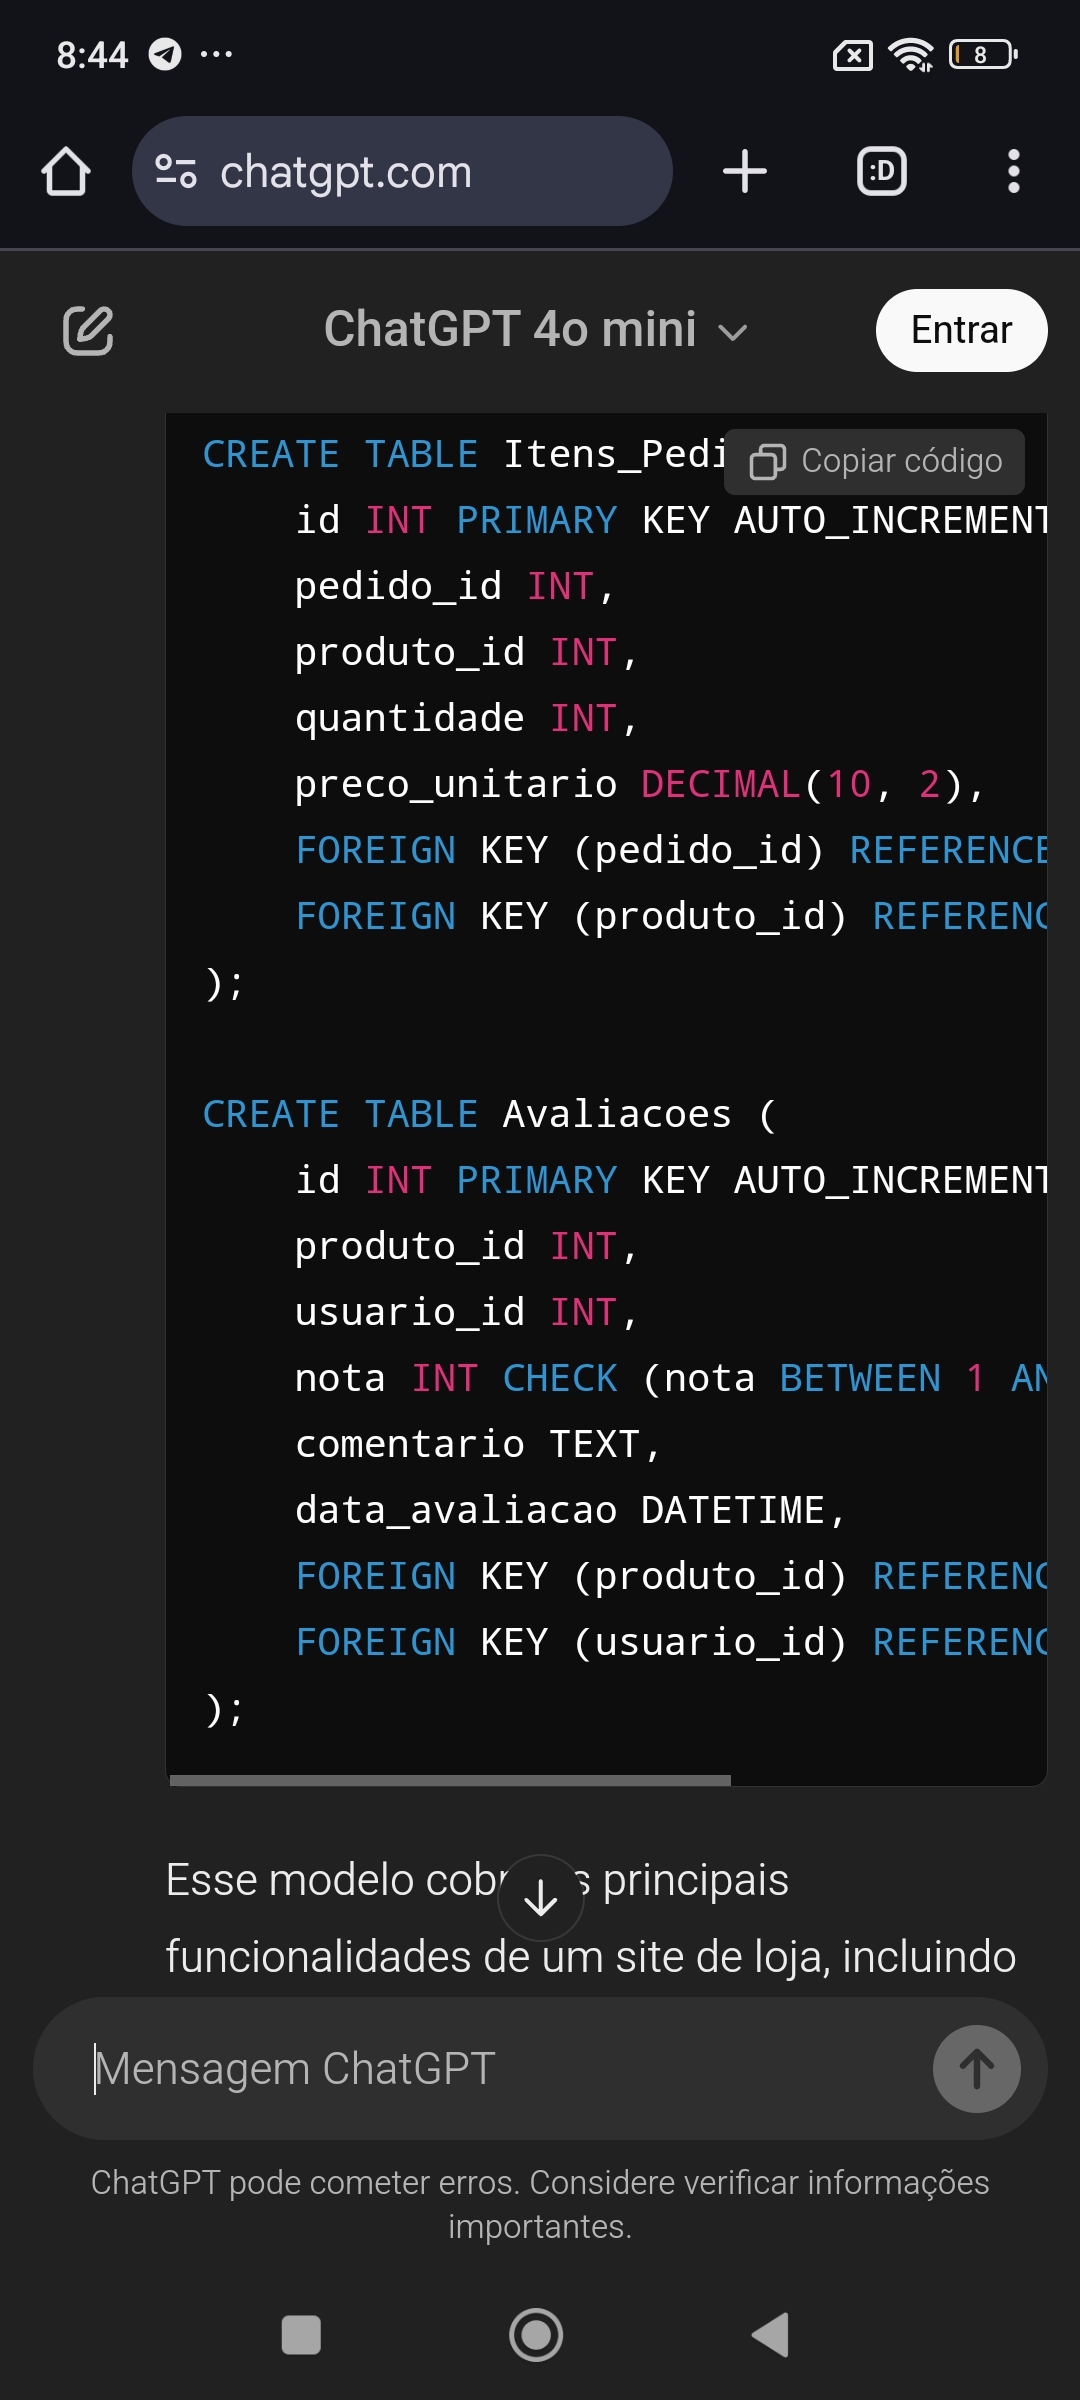 8:44
8
chatgpt.com
:D
ChatGPT 4o mini
Entrar
CREATE TABLE Itens_Pedi
Copiar código
id INT PRIMARY KEY AUTO_INCREMENT
pedido_id INT,
produto_id INT,
quantidade INT,
preco_unitario DECIMAL(10, 2),
FOREIGN KEY (pedido_id) REFERENCE
FOREIGN KEY (produto_id) REFERENC
);
CREATE TABLE Avaliacoes (
id INT PRIMARY KEY AUTO_INCREMENT
produto_id INT,
usuario_id INT,
nota INT CHECK (nota BETWEEN 1 AN
comentario TEXT,
data_avaliacao DATETIME,
FOREIGN KEY (produto_id) REFERENC
FOREIGN KEY (usuario_id) REFERENC
);
Esse modelo principais
funcionalidades de um site de loja, incluindo
Mensagem ChatGPT
ChatGPT pode cometer erros. Considere verificar informações
importantes.